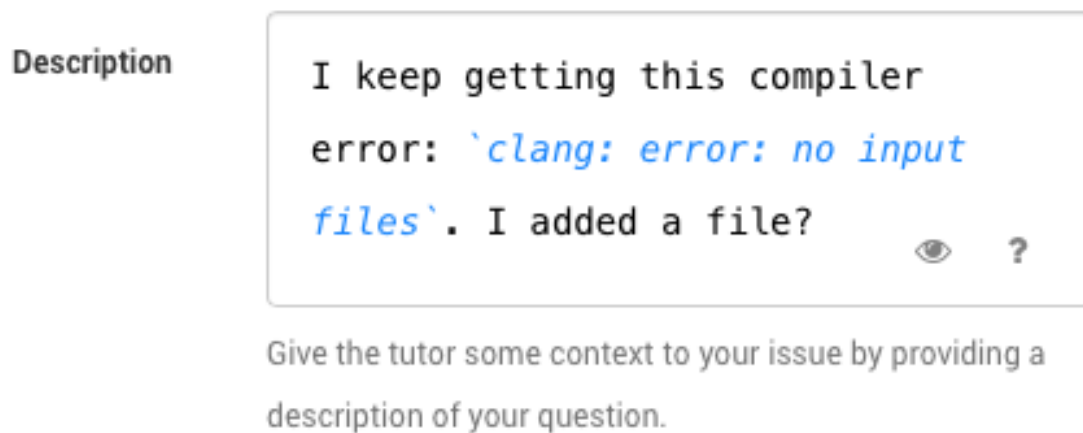 Description
I keep getting this compiler
error: `clang: error: no input
files`. I added a file?
?
Give the tutor some context to your issue by providing a
description of your question.